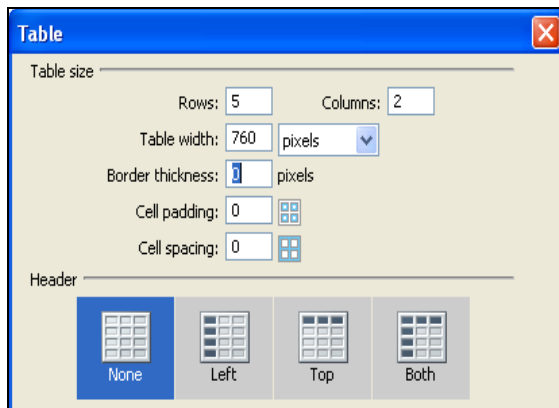 Table
Table size
Rows: 5 Columns: 2
Table width: 760 pixels
Border thickness: 0 pixels
Cell padding: 0
Cell spacing: 0
Header
None Left Top Both